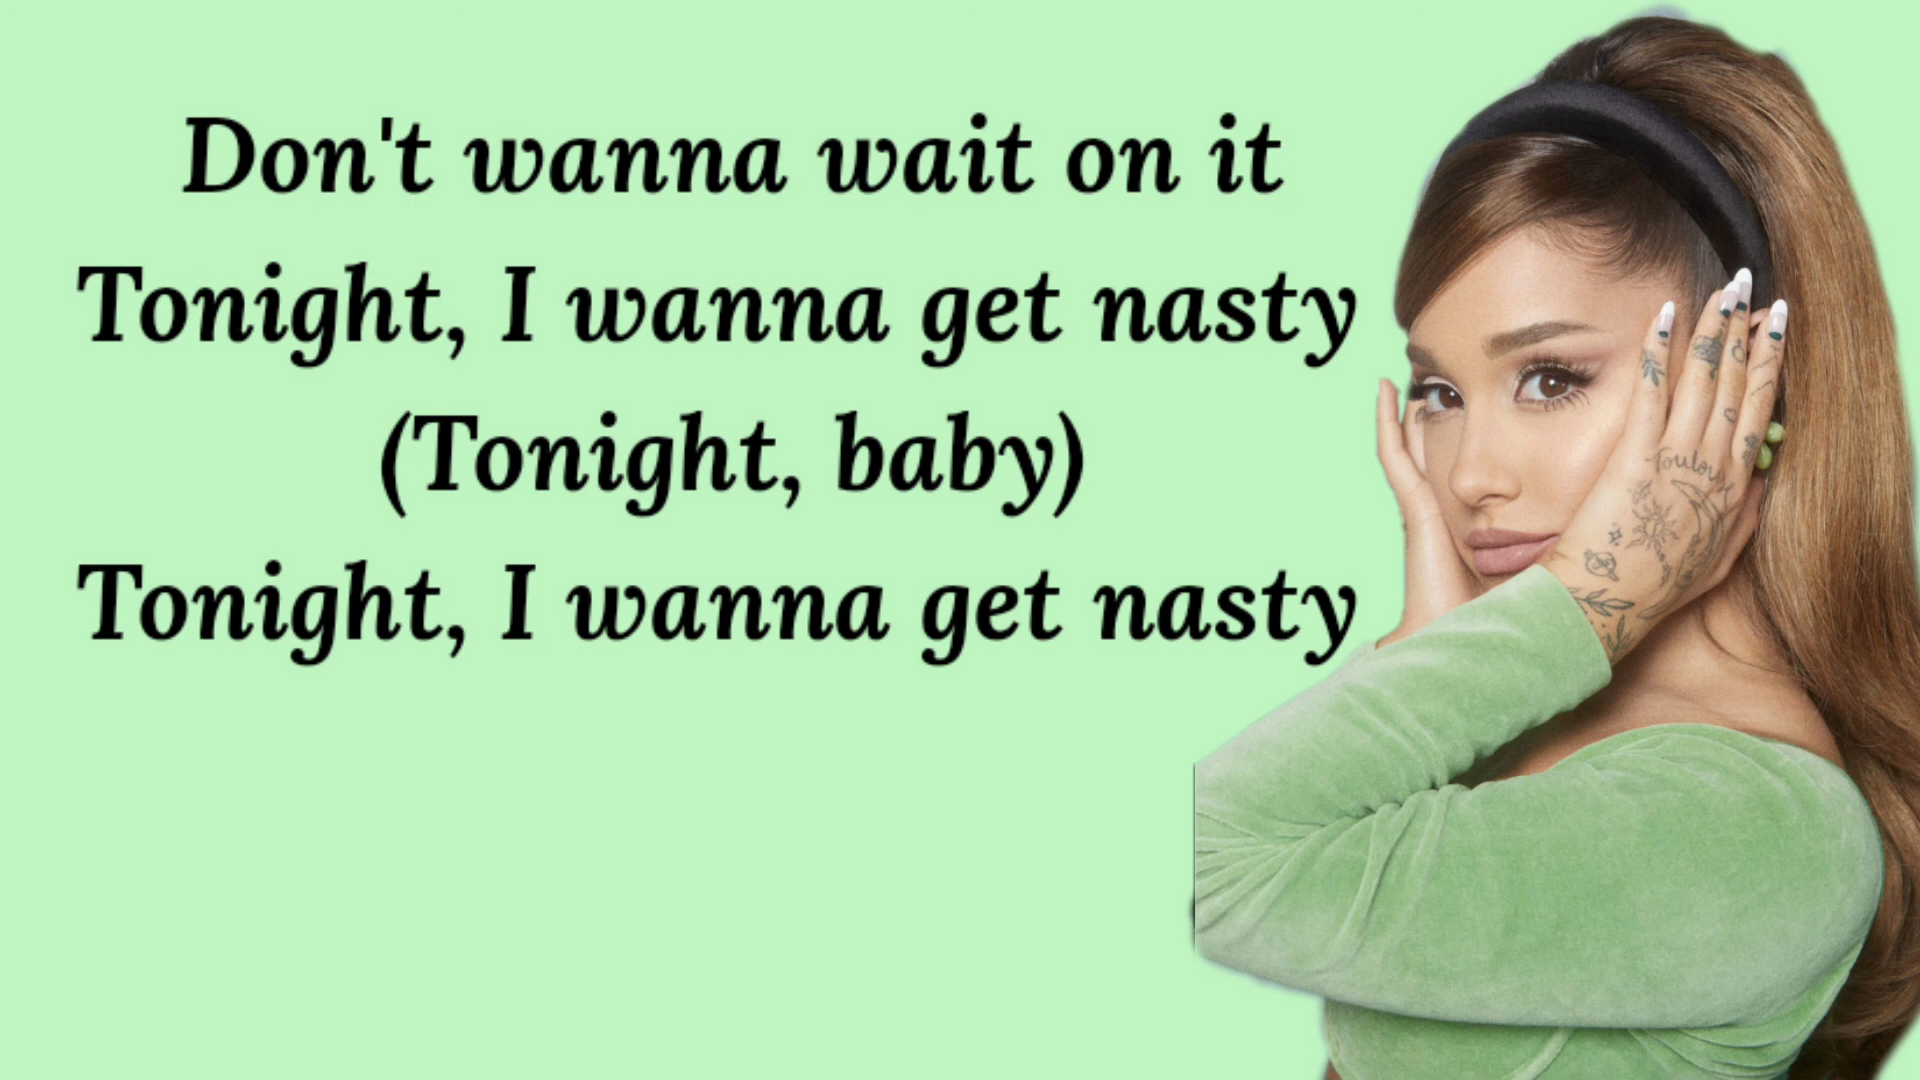 Don't wanna wait on it
Tonight, I wanna get nasty
(Tonight, baby)
Tonight, I wanna get nasty